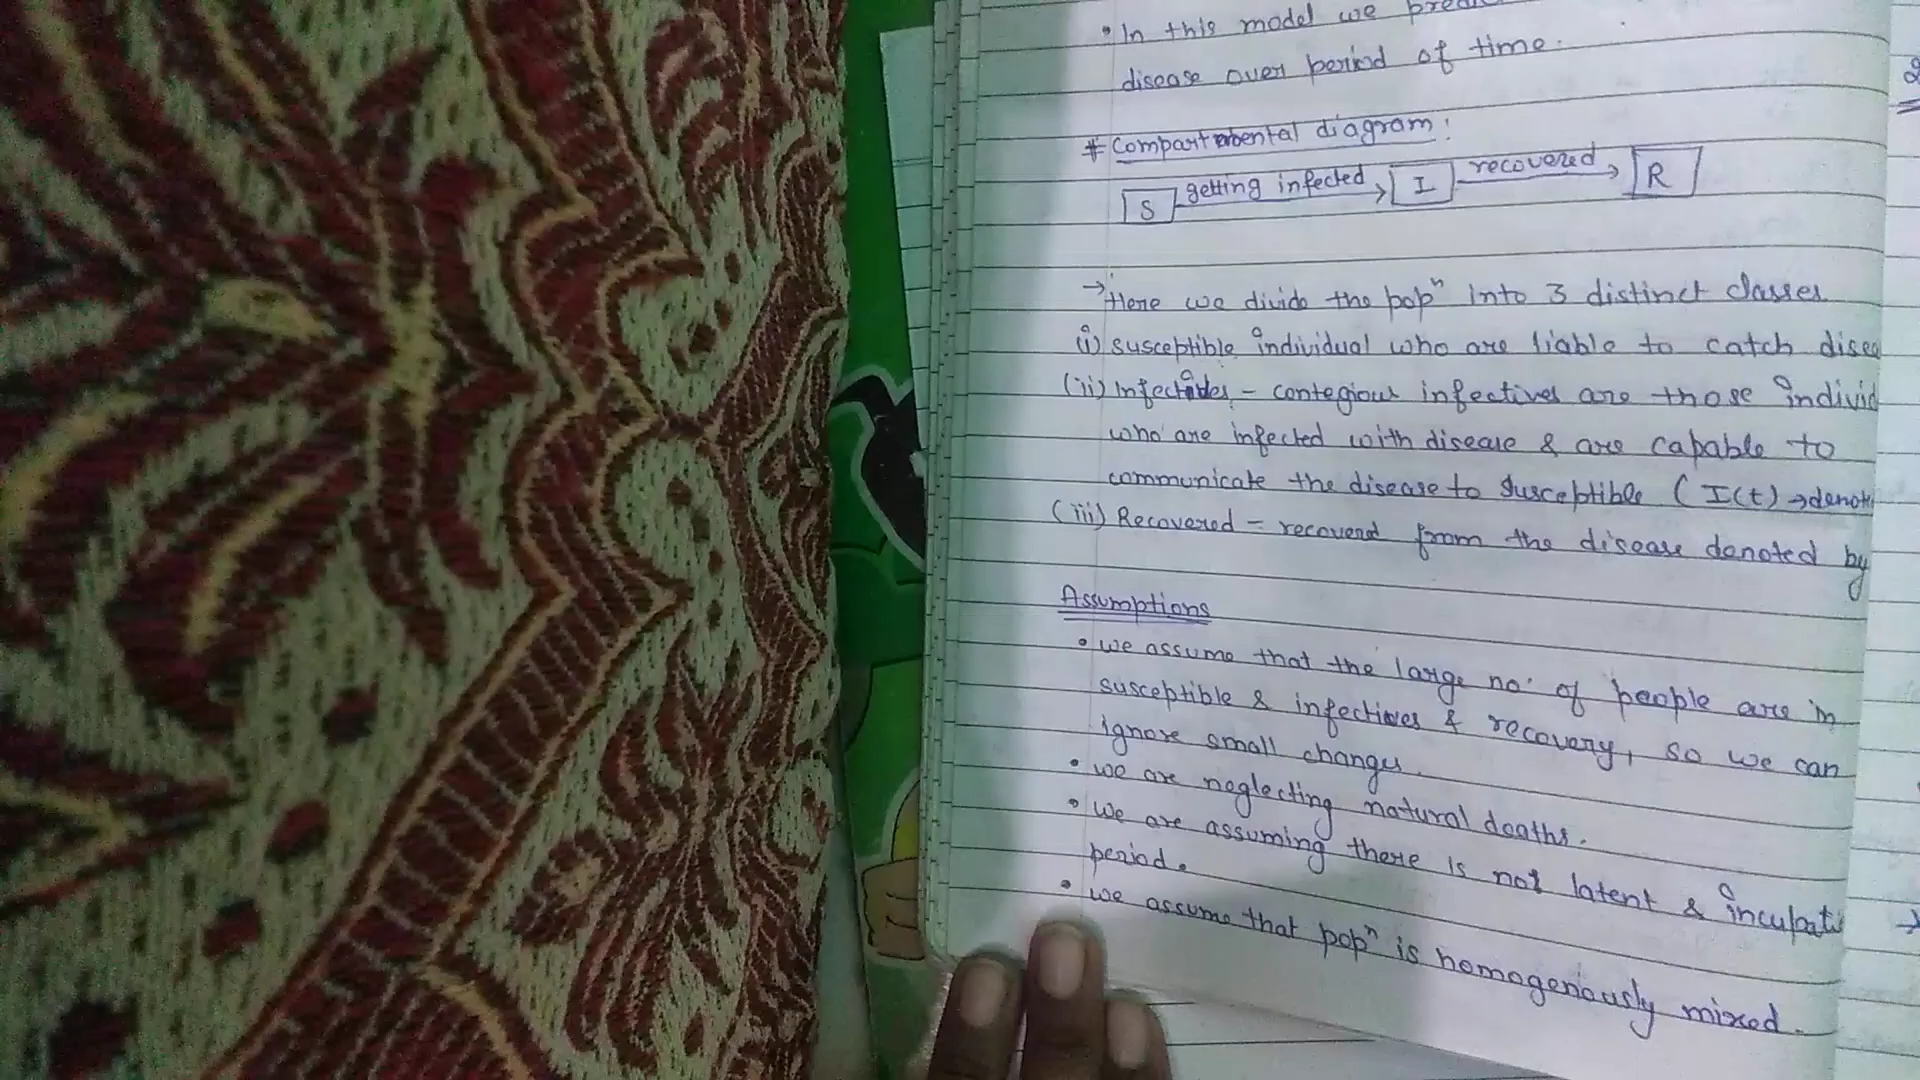 • In this model we
disease over period of time.
# Compartmental diagram:
S getting infected → I recovered → R
→ Here we divide the popⁿ into 3 distinct classes
(i) susceptible individual who are liable to catch disea
(ii) Infectives - contegious infectives are those individ
who are infected with disease & are capable to
communicate the disease to susceptible (I(t) → denot
(iii) Recovered - recovered from the disease denoted by
Assumptions
• we assume that the large no. of people are in
susceptible & infectives & recovery, so we can
ignore small changes.
• we are neglecting natural deaths.
• we are assuming there is not latent & incubati
period.
• we assume that popⁿ is homogeniously mixed.